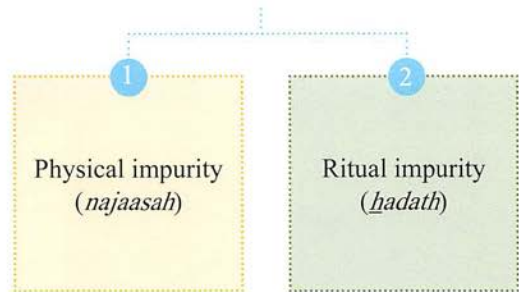 1
Physical impurity
(najaasah)
2
Ritual impurity
(hadath)